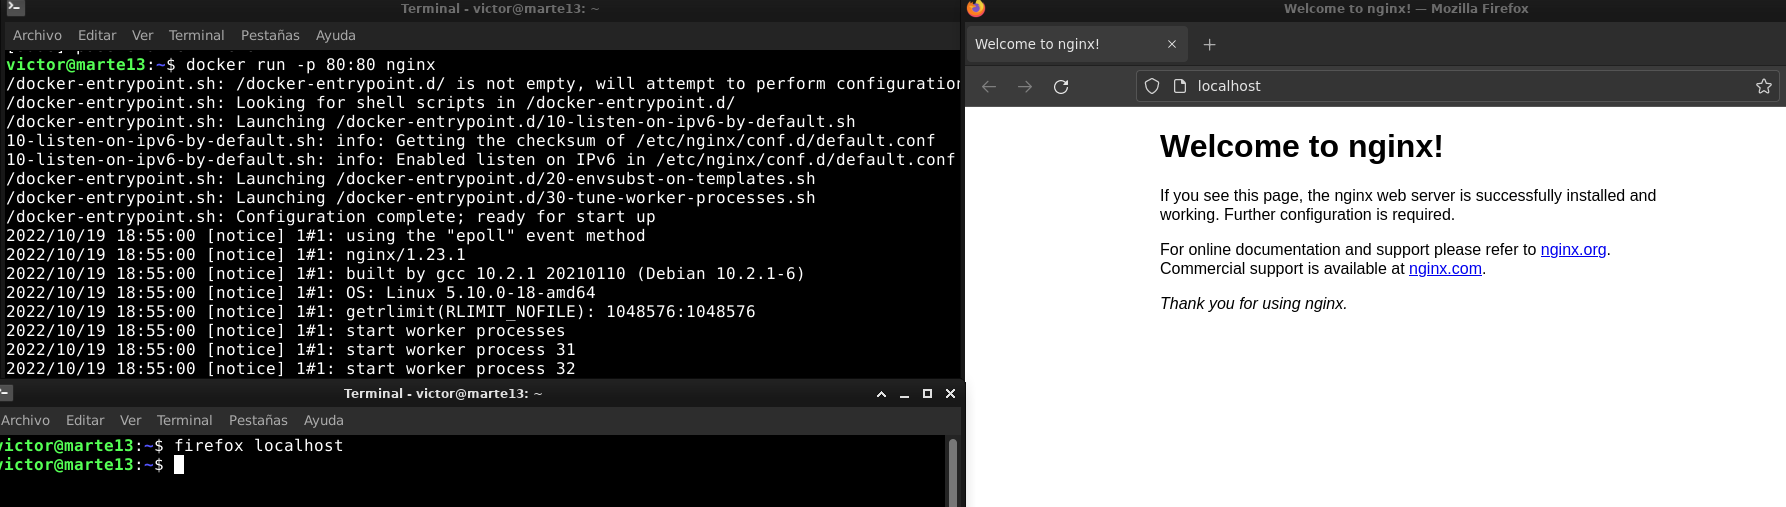 Terminal - victor@marte13: ~
Archivo Editar Ver Terminal Pestañas Ayuda
victor@marte13:~$ docker run -p 80:80 nginx
/docker-entrypoint.sh: /docker-entrypoint.d/ is not empty, will attempt to perform configuration
/docker-entrypoint.sh: Looking for shell scripts in /docker-entrypoint.d/
/docker-entrypoint.sh: Launching /docker-entrypoint.d/10-listen-on-ipv6-by-default.sh
10-listen-on-ipv6-by-default.sh: info: Getting the checksum of /etc/nginx/conf.d/default.conf
10-listen-on-ipv6-by-default.sh: info: Enabled listen on IPv6 in /etc/nginx/conf.d/default.conf
/docker-entrypoint.sh: Launching /docker-entrypoint.d/20-envsubst-on-templates.sh
/docker-entrypoint.sh: Launching /docker-entrypoint.d/30-tune-worker-processes.sh
/docker-entrypoint.sh: Configuration complete; ready for start up
2022/10/19 18:55:00 [notice] 1#1: using the "epoll" event method
2022/10/19 18:55:00 [notice] 1#1: nginx/1.23.1
2022/10/19 18:55:00 [notice] 1#1: built by gcc 10.2.1 20210110 (Debian 10.2.1-6)
2022/10/19 18:55:00 [notice] 1#1: OS: Linux 5.10.0-18-amd64
2022/10/19 18:55:00 [notice] 1#1: getrlimit(RLIMIT_NOFILE): 1048576:1048576
2022/10/19 18:55:00 [notice] 1#1: start worker processes
2022/10/19 18:55:00 [notice] 1#1: start worker process 31
2022/10/19 18:55:00 [notice] 1#1: start worker process 32
Terminal - victor@marte13: ~
Archivo Editar Ver Terminal Pestañas Ayuda
victor@marte13:~$ firefox localhost
victor@marte13:~$
Welcome to nginx! — Mozilla Firefox
Welcome to nginx!
localhost
Welcome to nginx!
If you see this page, the nginx web server is successfully installed and
working. Further configuration is required.
For online documentation and support please refer to nginx.org.
Commercial support is available at nginx.com.
Thank you for using nginx.